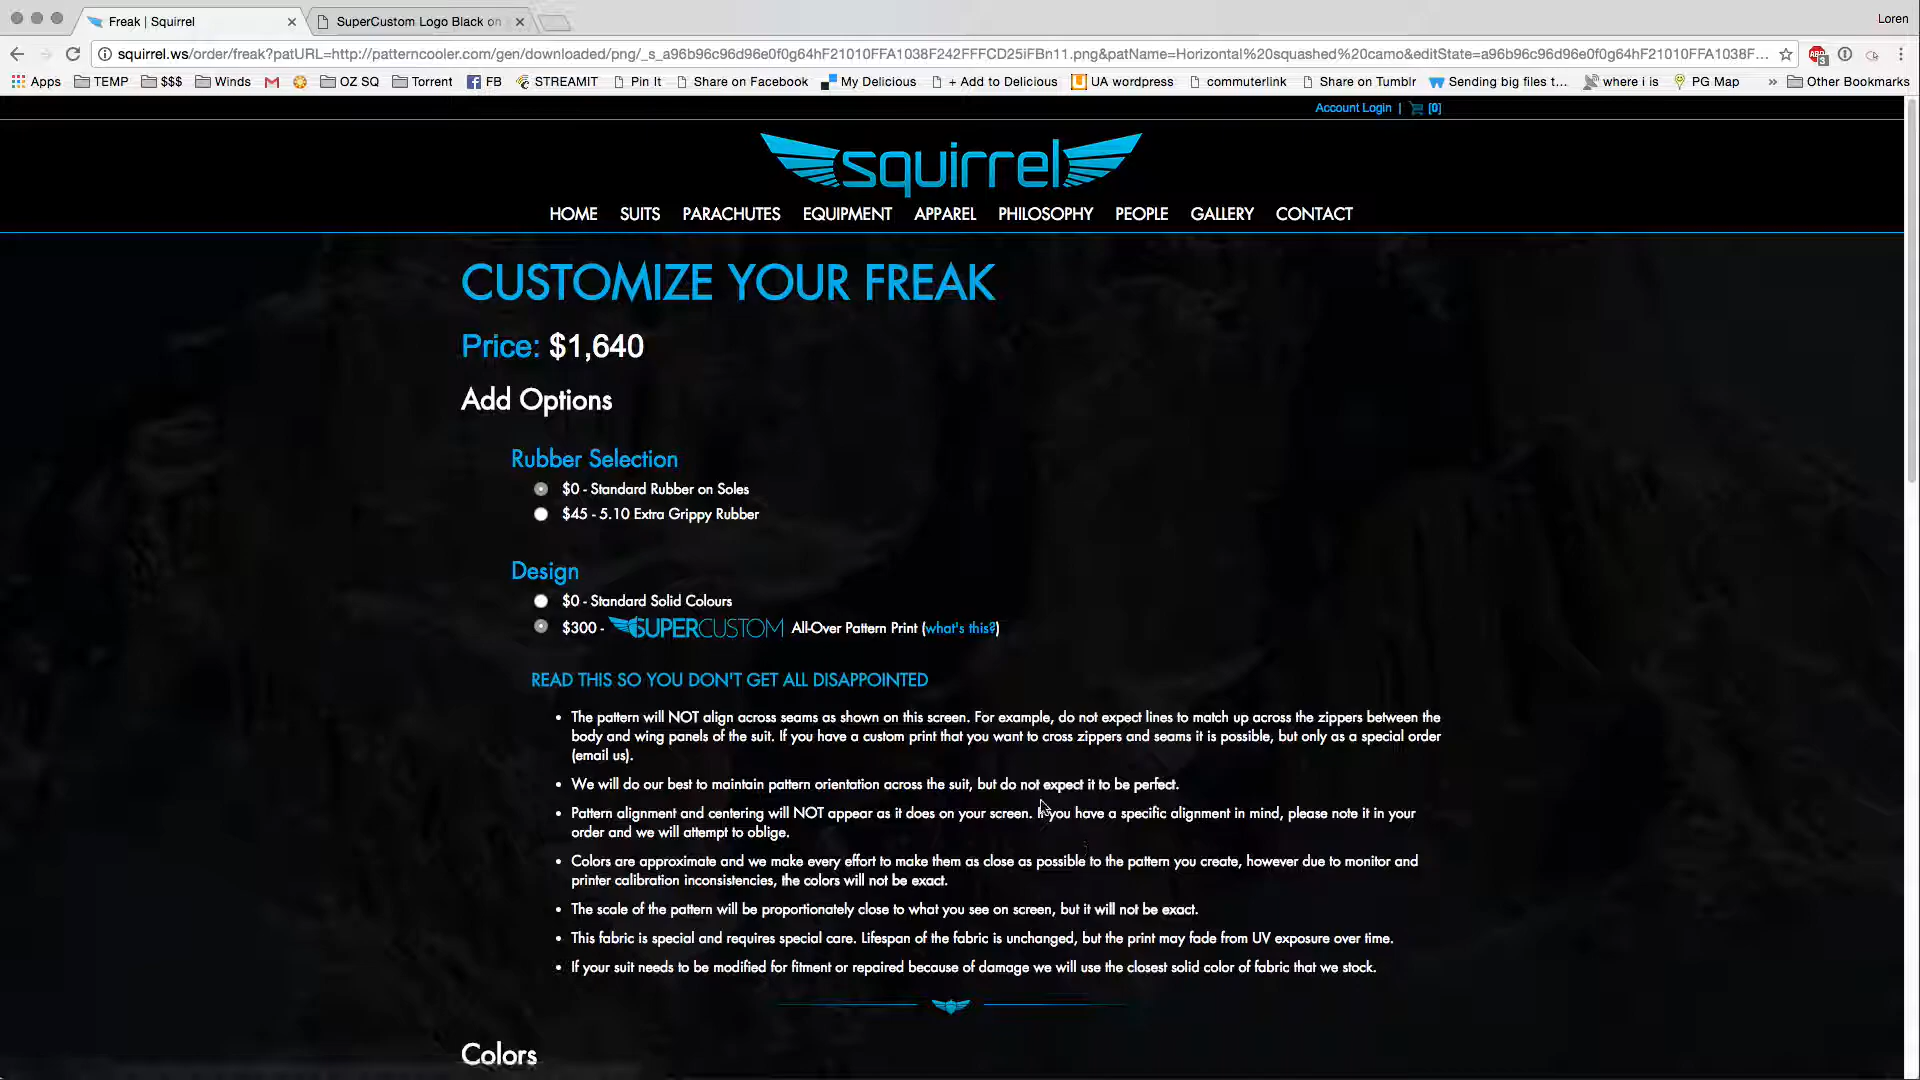 Freak | Squirrel
SuperCustom Logo Black on
Loren
squirrel.ws/order/freak?patURL=http://patterncooler.com/gen/downloaded/png/_s_a96b96c96d96e0f0g64hF21010FFA1038F242FFFCD25iFBn11.png&patName=Horizontal%20squashed%20camo&editState=a96b96c96d96e0f0g64hF21010FFA1038F...
Apps TEMP $$$ Winds OZ SQ Torrent FB STREAMIT Pin It Share on Facebook My Delicious + Add to Delicious UA wordpress commuterlink Share on Tumblr Sending big files t... where i is PG Map » Other Bookmarks
Account Login | [0]
squirrel
HOME SUITS PARACHUTES EQUIPMENT APPAREL PHILOSOPHY PEOPLE GALLERY CONTACT
CUSTOMIZE YOUR FREAK
Price: $1,640
Add Options
Rubber Selection
$0 - Standard Rubber on Soles
$45 - 5.10 Extra Grippy Rubber
Design
$0 - Standard Solid Colours
$300 - SUPERCUSTOM All-Over Pattern Print (what's this?)
READ THIS SO YOU DON'T GET ALL DISAPPOINTED
• The pattern will NOT align across seams as shown on this screen. For example, do not expect lines to match up across the zippers between the
body and wing panels of the suit. If you have a custom print that you want to cross zippers and seams it is possible, but only as a special order
(email us).
• We will do our best to maintain pattern orientation across the suit, but do not expect it to be perfect.
• Pattern alignment and centering will NOT appear as it does on your screen. If you have a specific alignment in mind, please note it in your
order and we will attempt to oblige.
• Colors are approximate and we make every effort to make them as close as possible to the pattern you create, however due to monitor and
printer calibration inconsistencies, the colors will not be exact.
• The scale of the pattern will be proportionately close to what you see on screen, but it will not be exact.
• This fabric is special and requires special care. Lifespan of the fabric is unchanged, but the print may fade from UV exposure over time.
• If your suit needs to be modified for fitment or repaired because of damage we will use the closest solid color of fabric that we stock.
Colors